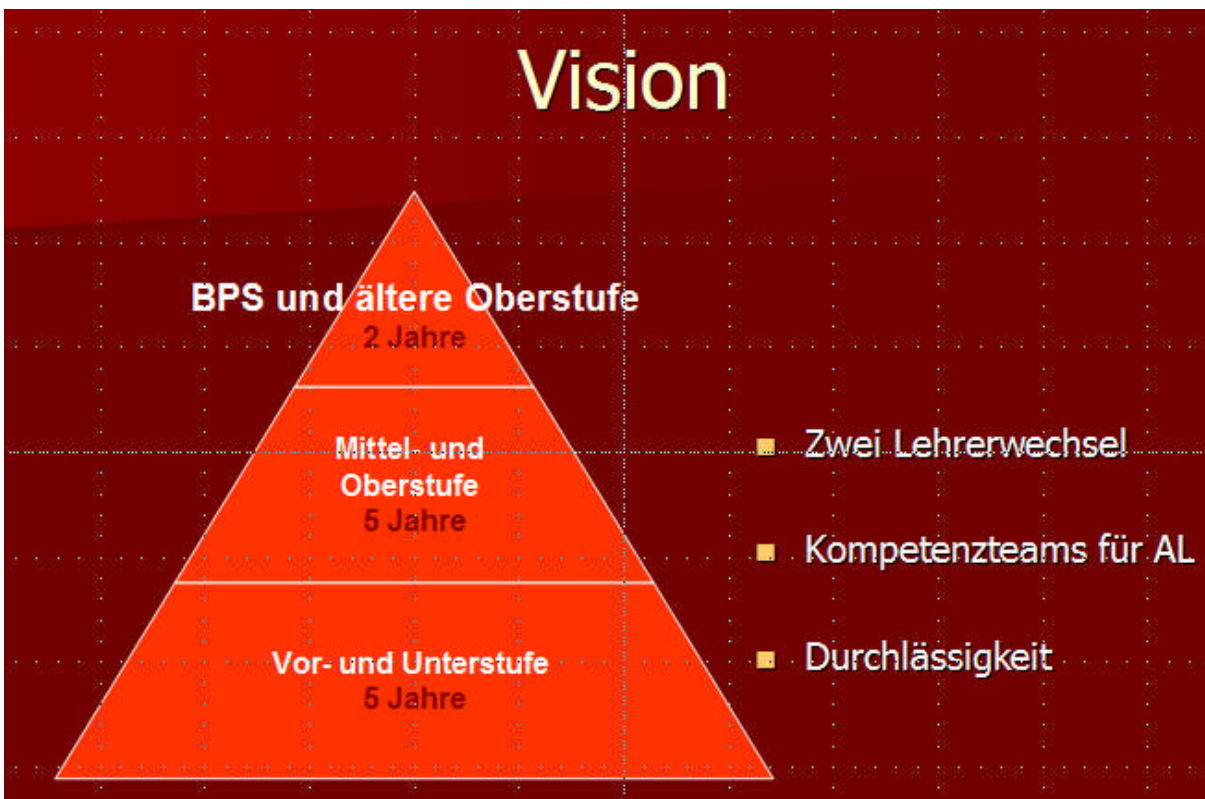 Vision
BPS und ältere Oberstufe
2 Jahre
Mittel- und
Oberstufe
5 Jahre
Vor- und Unterstufe
5 Jahre
Zwei Lehrerwechsel
Kompetenzteams für AL
Durchlässigkeit